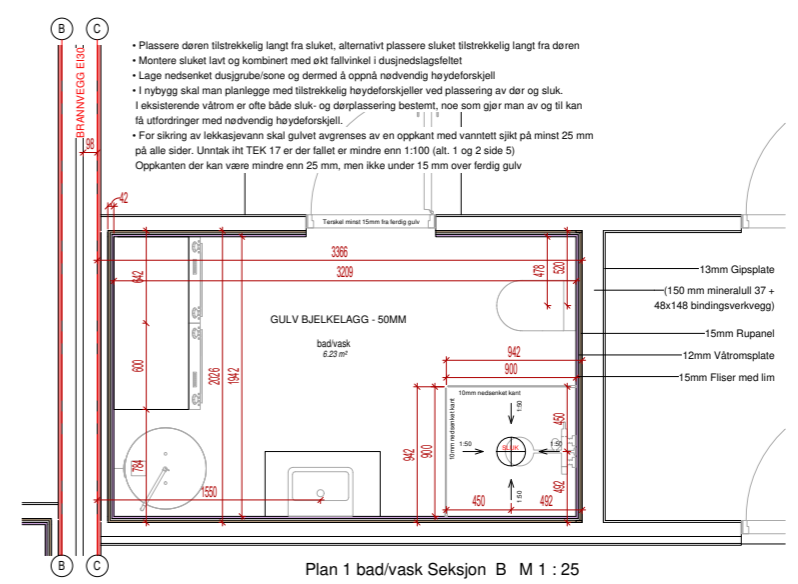 B
C
• Plassere døren tilstrekkelig langt fra sluket, alternativt plassere sluket tilstrekkelig langt fra døren
• Montere sluket lavt og kombinert med økt fallvinkel i dusjnedslagsfeltet
• Lage nedsenket dusjgrube/sone og dermed å oppnå nødvendig høydeforskjell
• I nybygg skal man planlegge med tilstrekkelig høydeforskjeller ved plassering av dør og sluk.
I eksisterende våtrom er ofte både sluk- og dørplassering bestemt, noe som gjør man av og til kan
få utfordringer med nødvendig høydeforskjell.
• For sikring av lekkasjevann skal gulvet avgrenses av en oppkant med vanntett sjikt på minst 25 mm
på alle sider. Unntak iht TEK 17 er der fallet er mindre enn 1:100 (alt. 1 og 2 side 5)
Oppkanten der kan være mindre enn 25 mm, men ikke under 15 mm over ferdig gulv
BRANNVEGG EI30
98
42
Terskel minst 15mm fra ferdig gulv
3366
3209
642
478
520
13mm Gipsplate
(150 mm mineralull 37 +
48x148 bindingsverkvegg)
GULV BJELKELAGG - 50MM
bad/vask
6.23 m²
15mm Rupanel
12mm Våtromsplate
15mm Fliser med lim
942
900
600
2026
1942
10mm nedsenket kant
10mm nedsenket kant
1:50
450
1:50
SLUK
1:50
942
900
784
1550
1:50
492
450
492
B
C
Plan 1 bad/vask Seksjon B M 1 : 25